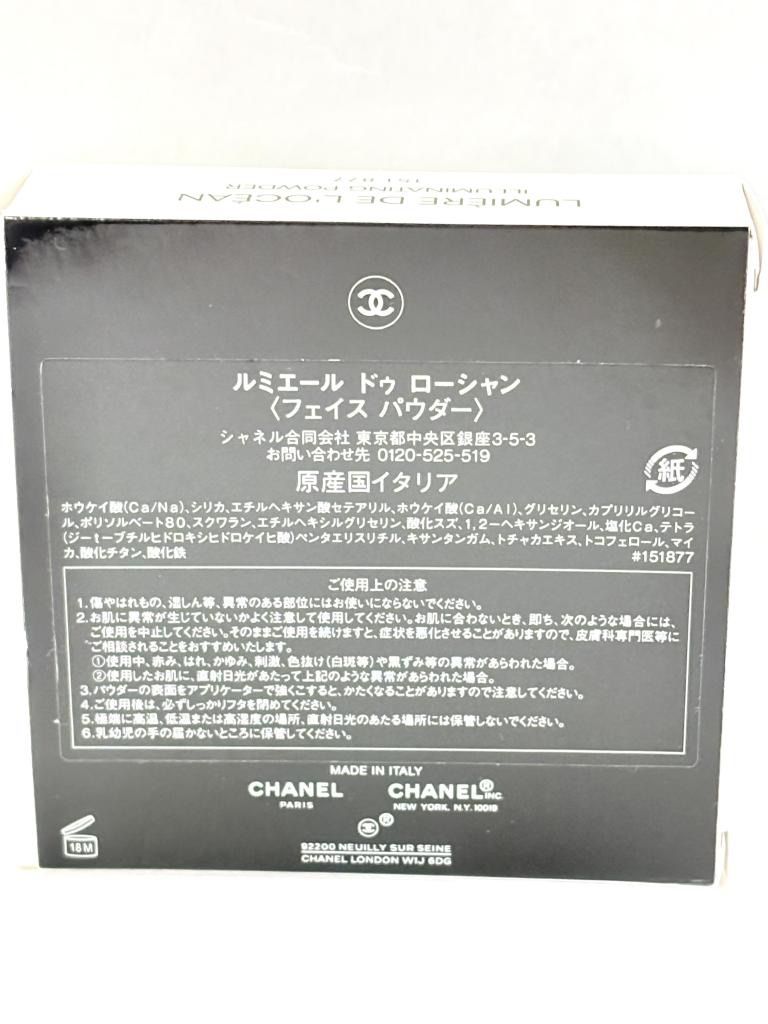 LUMIÈRE DE L'OCÉAN
ILLUMINATING POWDER
151 877
ルミエール ドゥ ローシャン
〈フェイス パウダー〉
シャネル合同会社 東京都中央区銀座3-5-3
お問い合わせ先 0120-525-519
原産国イタリア
紙
ホウケイ酸(Ca/Na)、シリカ、エチルヘキサン酸セテアリル、ホウケイ酸(Ca/Al)、グリセリン、カプリリルグリコー
ル、ポリソルベート80、スクワラン、エチルヘキシルグリセリン、酸化スズ、1,2-ヘキサンジオール、塩化Ca、テトラ
(ジ-t-ブチルヒドロキシヒドロケイヒ酸)ペンタエリスリチル、キサンタンガム、トチャカエキス、トコフェロール、マイ
カ、酸化チタン、酸化鉄
#151877
ご使用上の注意
1.傷やはれもの、湿しん等、異常のある部位にはお使いにならないでください。
2.お肌に異常が生じていないかよく注意して使用してください。お肌に合わないとき、即ち、次のような場合には、
ご使用を中止してください。そのままご使用を続けますと、症状を悪化させることがありますので、皮膚科専門医等に
ご相談されることをおすすめいたします。
①使用中、赤み、はれ、かゆみ、刺激、色抜け(白斑等)や黒ずみ等の異常があらわれた場合。
②使用したお肌に、直射日光があたって上記のような異常があらわれた場合。
3.パウダーの表面をアプリケーターで強くこすると、かたくなることがありますので注意してください。
4.ご使用後は、必ずしっかりフタを閉めてください。
5.極端に高温、低温または高湿度の場所、直射日光のあたる場所には保管しないでください。
6.乳幼児の手の届かないところに保管してください。
MADE IN ITALY
CHANEL CHANEL® INC.
PARIS NEW YORK, N.Y. 10019
®
18M
92200 NEUILLY SUR SEINE
CHANEL LONDON W1J 6DG